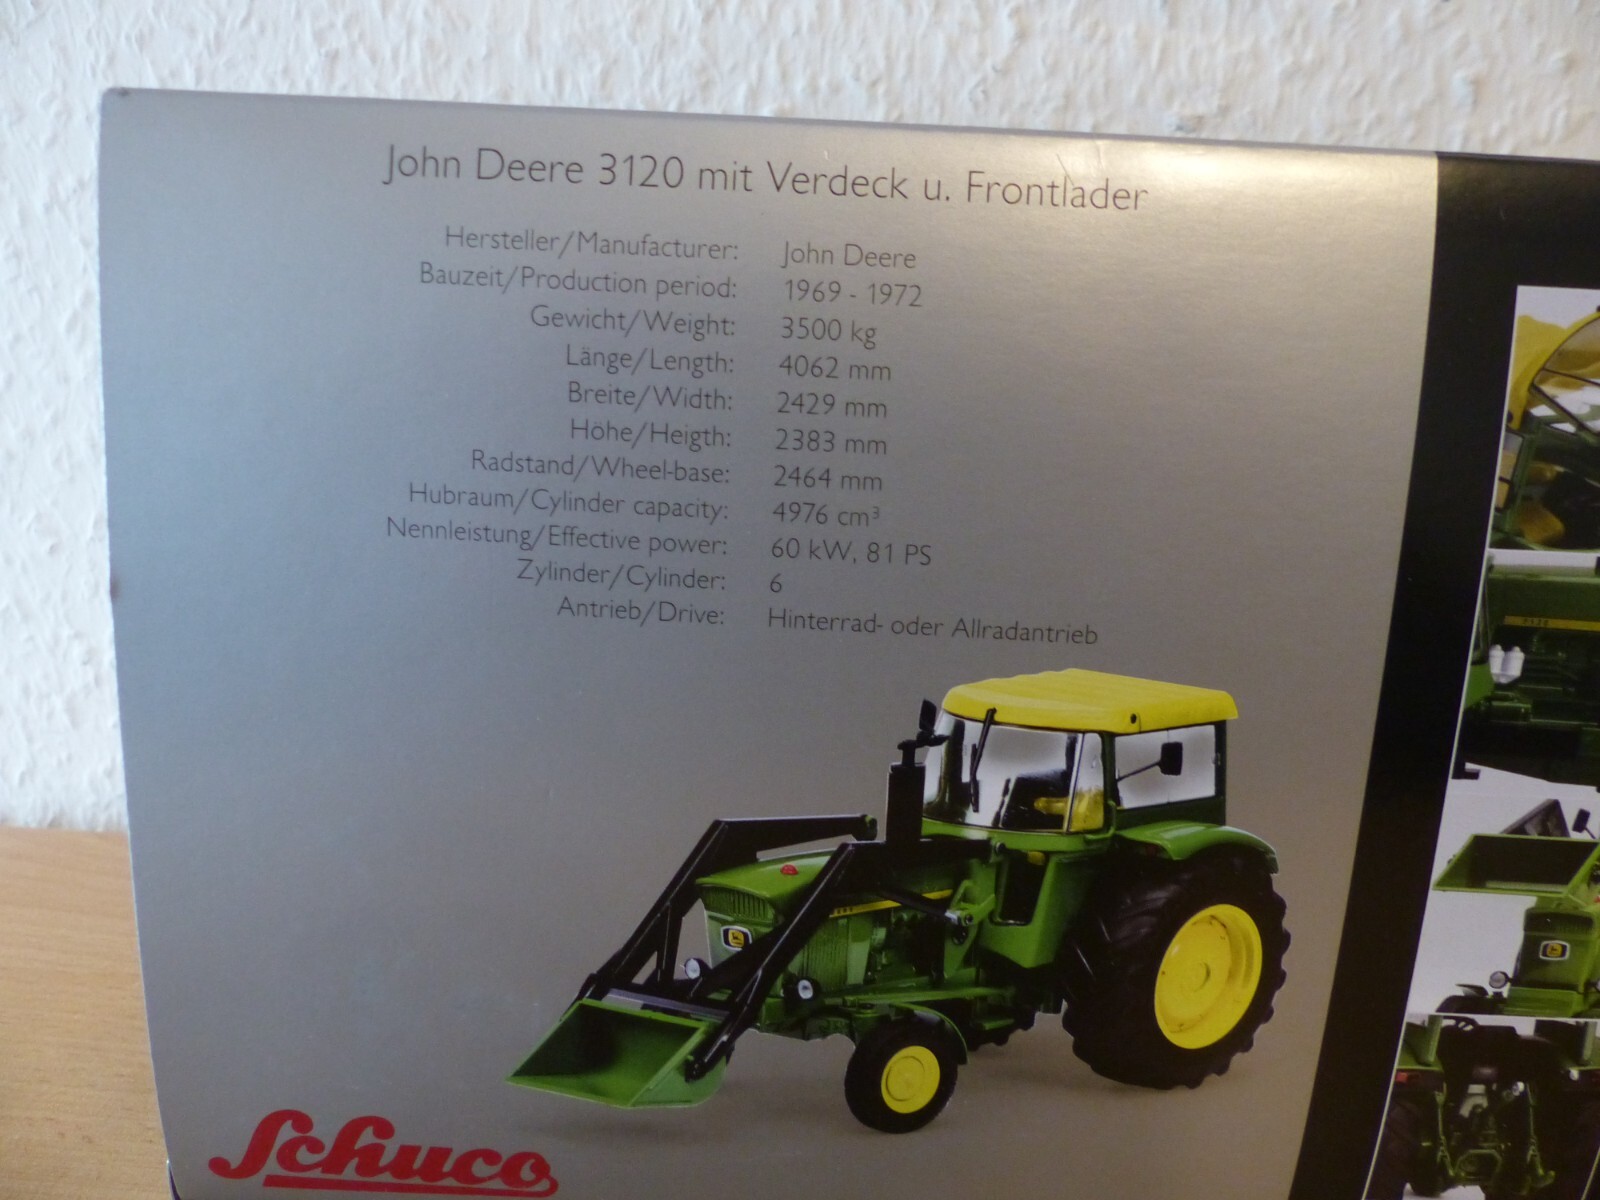 John Deere 3120 mit Verdeck u. Frontlader
Hersteller/Manufacturer: John Deere
Bauzeit/Production period: 1969 - 1972
Gewicht/Weight: 3500 kg
Länge/Length: 4062 mm
Breite/Width: 2429 mm
Höhe/Heigth: 2383 mm
Radstand/Wheel-base: 2464 mm
Hubraum/Cylinder capacity: 4976 cm³
Nennleistung/Effective power: 60 kW, 81 PS
Zylinder/Cylinder: 6
Antrieb/Drive: Hinterrad- oder Allradantrieb
Schuco